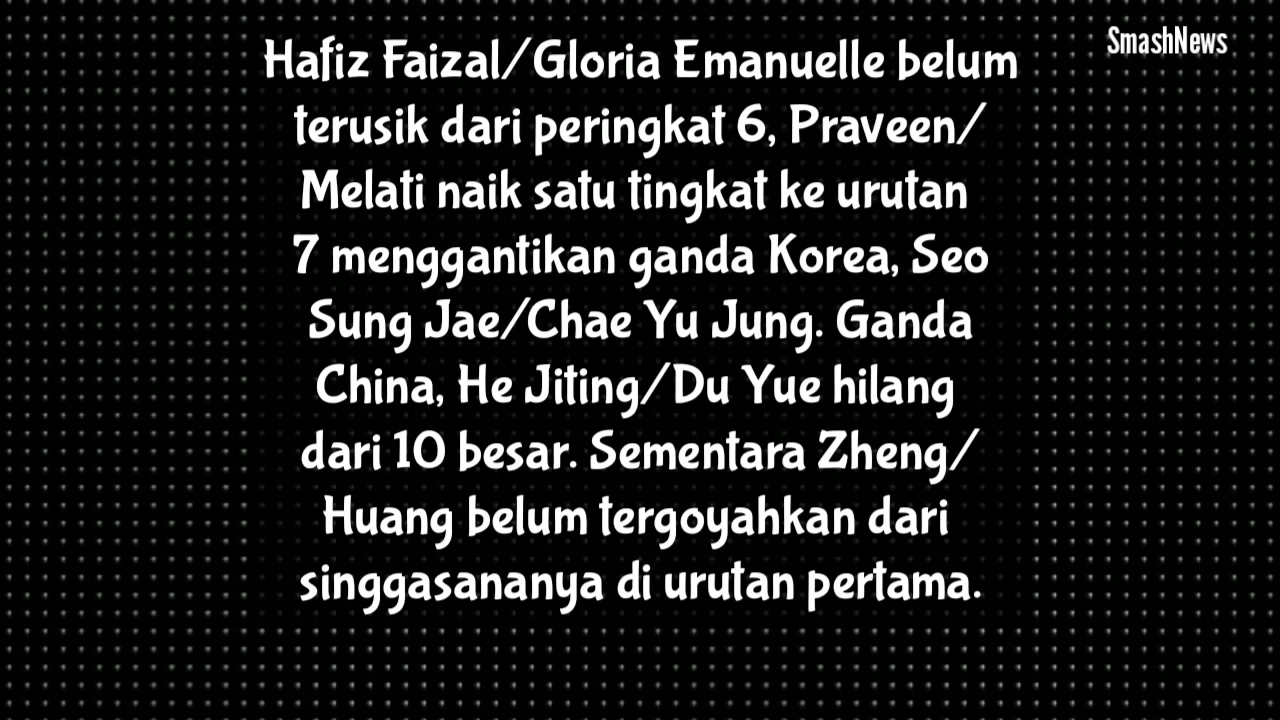 SmashNews
Hafiz Faizal/Gloria Emanuelle belum
terusik dari peringkat 6, Praveen/
Melati naik satu tingkat ke urutan
7 menggantikan ganda Korea, Seo
Sung Jae/Chae Yu Jung. Ganda
China, He Jiting/Du Yue hilang
dari 10 besar. Sementara Zheng/
Huang belum tergoyahkan dari
singgasananya di urutan pertama.